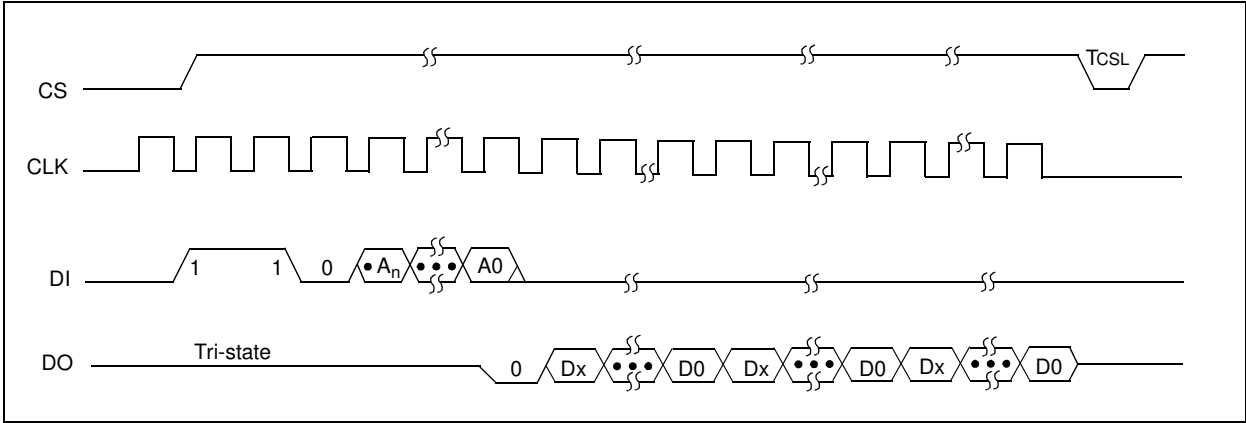 CS
TCSL
CLK
DI 1 1 0 • An • • • A0
DO Tri-state 0 Dx • • • D0 Dx • • • D0 Dx • • • D0